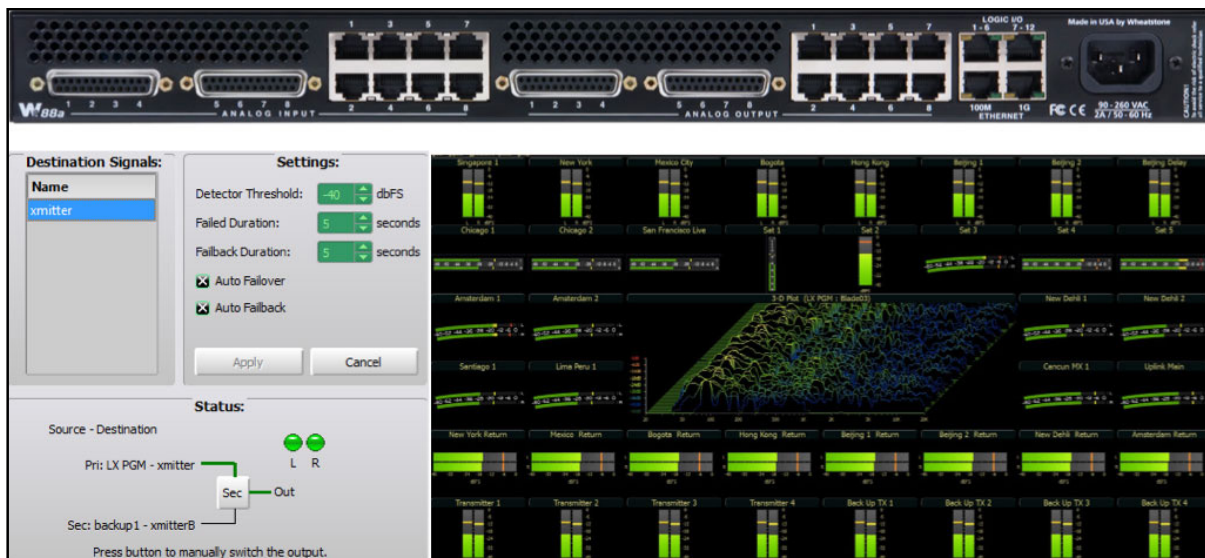 1 3 5 7
1 3 5 7
LOGIC I/O
1 - 6 7 - 12
Made in USA by Wheatstone
W88a
1 2 3 4
5 6 7 8
ANALOG INPUT
2 4 6 8
1 2 3 4
5 6 7 8
ANALOG OUTPUT
2 4 6 8
100M 1G
ETHERNET
FC CE
90 - 260 VAC
2A / 50 - 60 Hz
CAUTION!
Destination Signals:
Name
xmitter
Settings:
Detector Threshold: -40 dbFS
Failed Duration: 5 seconds
Failback Duration: 5 seconds
Auto Failover
Auto Failback
Apply Cancel
Status:
Source - Destination
L R
Pri: LX PGM - xmitter
Sec Out
Sec: backup1 - xmitterB
Press button to manually switch the output.
Singapore 1 New York Mexico City Bogota Hong Kong Beijing 1 Beijing 2 Beijing Delay
Chicago 1 Chicago 2 San Francisco Live Set 1 Set 2 Set 3 Set 4 Set 5
Amsterdam 1 Amsterdam 2 3-D Plot (LX PGM : Blade03) New Dehli 1 New Dehli 2
Santiago 1 Lima Peru 1 Cancun MX 1 Uplink Main
New York Return Mexico Return Bogota Return Hong Kong Return Beijing 1 Return Beijing 2 Return New Dehli Return Amsterdam Return
Transmitter 1 Transmitter 2 Transmitter 3 Transmitter 4 Back Up TX 1 Back Up TX 2 Back Up TX 3 Back Up TX 4